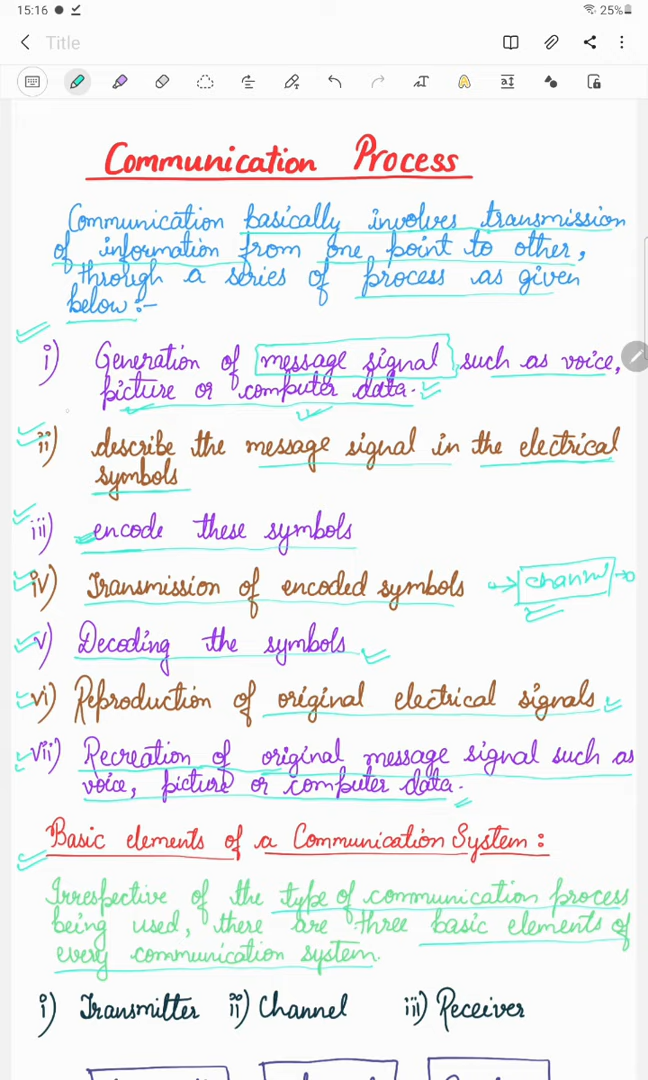 15:16
25%
Title
Communication Process
Communication basically involves transmission
of information from one point to other,
through a series of process as given
below:-
i) Generation of message signal such as voice,
picture or computer data.
ii) describe the message signal in the electrical
symbols
iii) encode these symbols
iv) Transmission of encoded symbols → channel →
v) Decoding the symbols
vi) Reproduction of original electrical signals
vii) Recreation of original message signal such as
voice, picture or computer data.
Basic elements of a Communication System:
Irrespective of the type of communication process
being used, there are three basic elements of
every communication system.
i) Transmitter ii) Channel iii) Receiver